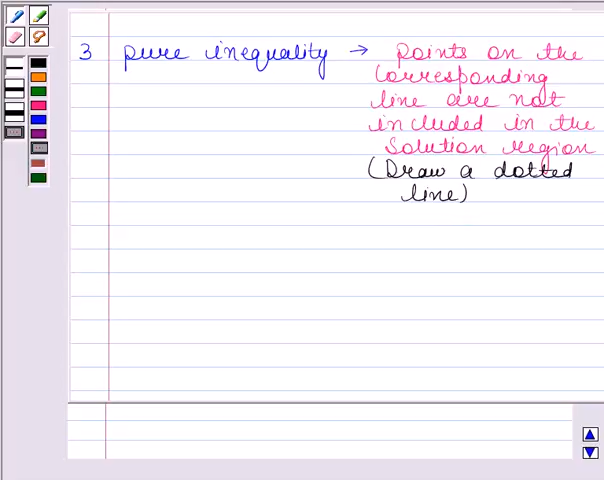 3 pure inequality → points on the
Corresponding
line are not
included in the
Solution region
(Draw a dotted
line)